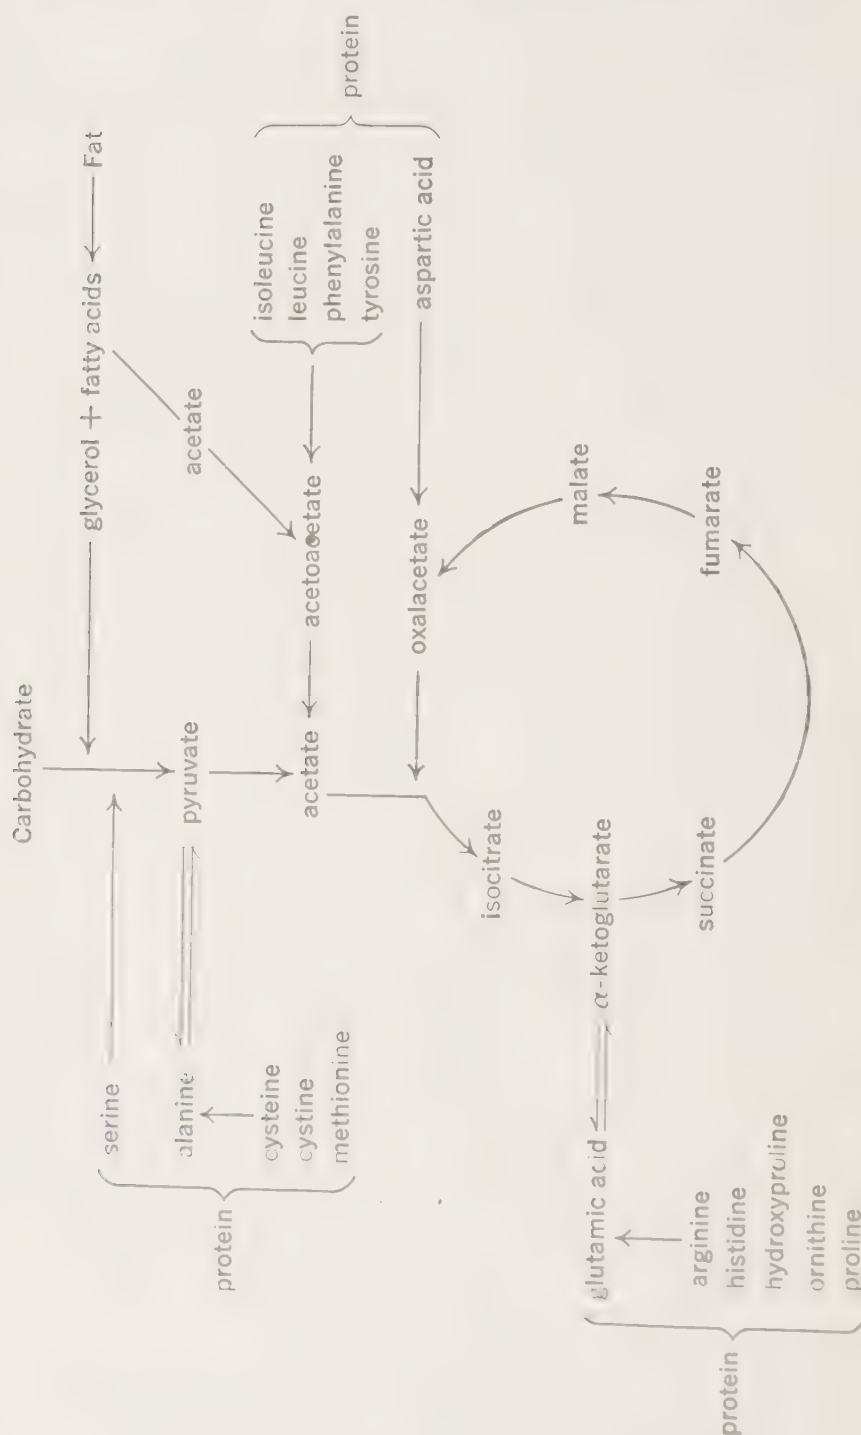 Carbohydrate
glycerol + fatty acids
Fat
serine
acetate
alanine
pyruvate
cysteine
cystine
methionine
protein
acetate
acetoacetate
isoleucine
leucine
phenylalanine
tyrosine
protein
oxalacetate
aspartic acid
isocitrate
malate
glutamic acid
α-ketoglutarate
succinate
fumarate
arginine
histidine
hydroxyproline
ornithine
proline
protein